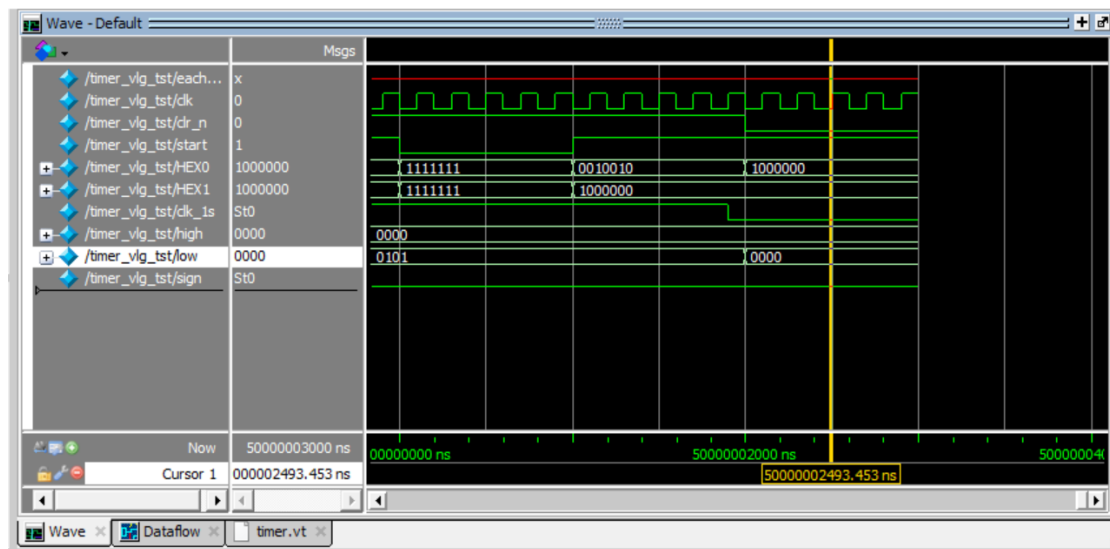 Wave - Default
Msgs
/timer_vlg_tst/each... x
/timer_vlg_tst/clk 0
/timer_vlg_tst/clr_n 0
/timer_vlg_tst/start 1
/timer_vlg_tst/HEX0 1000000 1111111 0010010 1000000
/timer_vlg_tst/HEX1 1000000 1111111 1000000
/timer_vlg_tst/clk_1s St0
/timer_vlg_tst/high 0000 0000
/timer_vlg_tst/low 0000 0101 0000
/timer_vlg_tst/sign St0
Now 50000003000 ns 00000000 ns 50000002000 ns 500000040
Cursor 1 000002493.453 ns 50000002493.453 ns
Wave Dataflow timer.vt